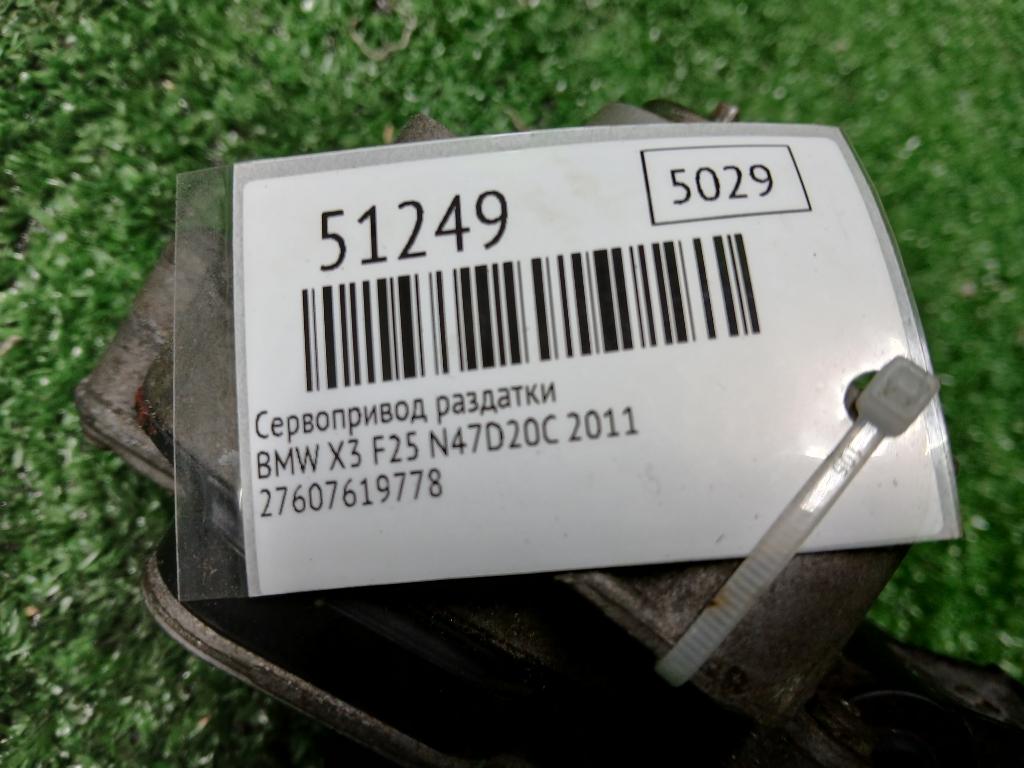 51249
5029
Сервопривод раздатки
BMW X3 F25 N47D20C 2011
27607619778